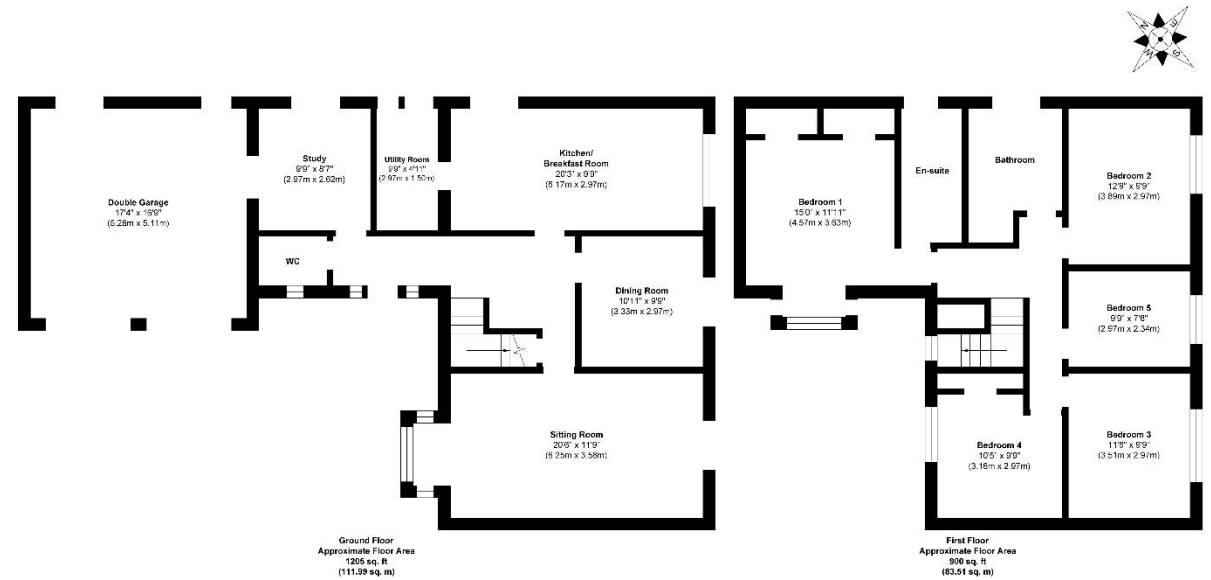 N
E
W
S
Double Garage
17'4" x 16'9"
(5.28m x 5.11m)
Study
9'9" x 8'7"
(2.97m x 2.62m)
Utility Room
9'9" x 4'11"
(2.97m x 1.50m)
Kitchen/
Breakfast Room
20'3" x 9'9"
(6.17m x 2.97m)
WC
Dining Room
10'11" x 9'9"
(3.33m x 2.97m)
Sitting Room
20'6" x 11'9"
(6.25m x 3.58m)
Ground Floor
Approximate Floor Area
1205 sq. ft
(111.99 sq. m)
Bedroom 1
15'0" x 11'11"
(4.57m x 3.63m)
En-suite
Bathroom
Bedroom 2
12'9" x 9'9"
(3.89m x 2.97m)
Bedroom 5
9'9" x 7'8"
(2.97m x 2.34m)
Bedroom 4
10'5" x 9'9"
(3.18m x 2.97m)
Bedroom 3
11'6" x 9'9"
(3.51m x 2.97m)
First Floor
Approximate Floor Area
900 sq. ft
(83.51 sq. m)